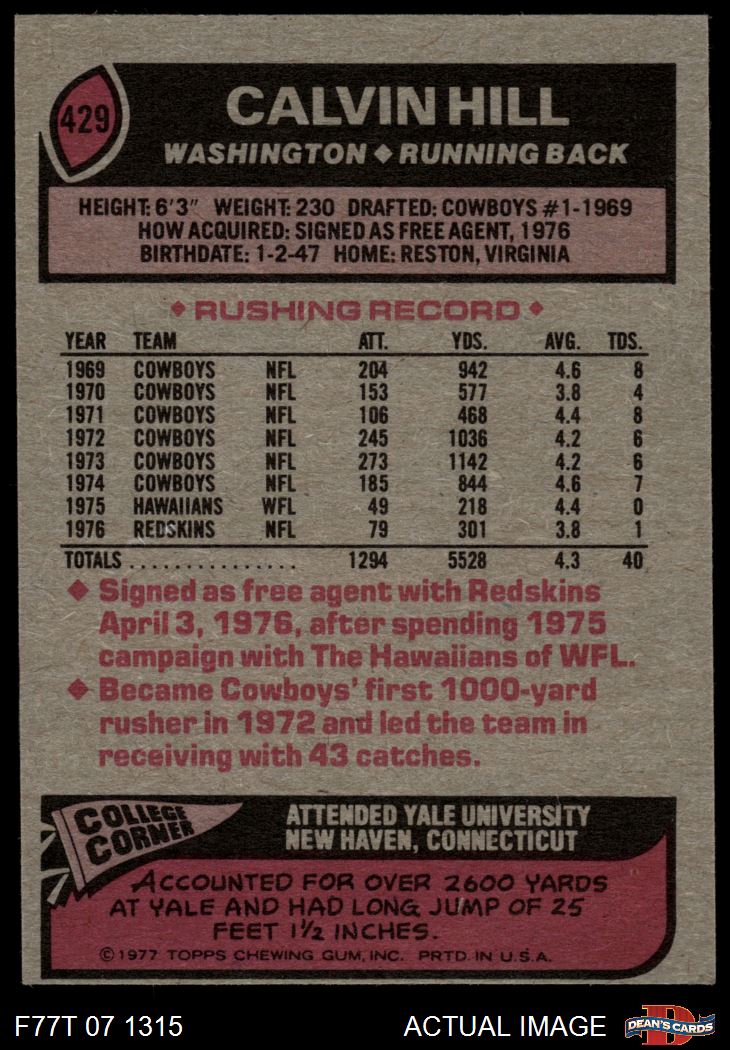 429
CALVIN HILL
WASHINGTON ◆ RUNNING BACK
HEIGHT: 6'3" WEIGHT: 230 DRAFTED: COWBOYS #1-1969
HOW ACQUIRED: SIGNED AS FREE AGENT, 1976
BIRTHDATE: 1-2-47 HOME: RESTON, VIRGINIA
◆ RUSHING RECORD ◆
YEAR TEAM ATT. YDS. AVG. TDS.
1969 COWBOYS NFL 204 942 4.6 8
1970 COWBOYS NFL 153 577 3.8 4
1971 COWBOYS NFL 106 468 4.4 8
1972 COWBOYS NFL 245 1036 4.2 6
1973 COWBOYS NFL 273 1142 4.2 6
1974 COWBOYS NFL 185 844 4.6 7
1975 HAWAIIANS WFL 49 218 4.4 0
1976 REDSKINS NFL 79 301 3.8 1
TOTALS ............... 1294 5528 4.3 40
◆ Signed as free agent with Redskins
April 3, 1976, after spending 1975
campaign with The Hawaiians of WFL.
◆ Became Cowboys' first 1000-yard
rusher in 1972 and led the team in
receiving with 43 catches.
COLLEGE
CORNER
ATTENDED YALE UNIVERSITY
NEW HAVEN, CONNECTICUT
ACCOUNTED FOR OVER 2600 YARDS
AT YALE AND HAD LONG JUMP OF 25
FEET 1½ INCHES.
©1977 TOPPS CHEWING GUM, INC. PRTD. IN U.S.A.
F77T 07 1315 ACTUAL IMAGE
D
DEAN'S CARDS